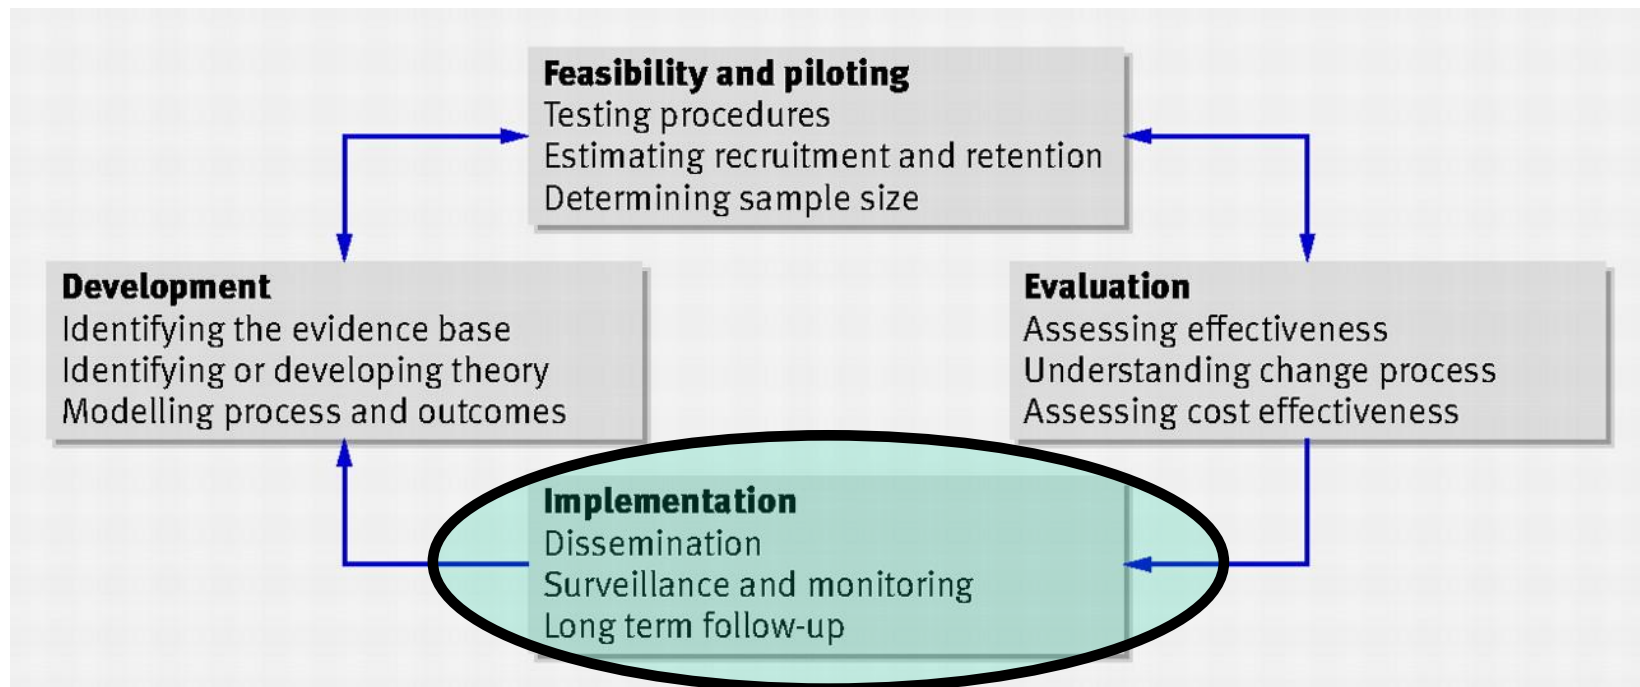 Feasibility and piloting
Testing procedures
Estimating recruitment and retention
Determining sample size
Development
Identifying the evidence base
Identifying or developing theory
Modelling process and outcomes
Evaluation
Assessing effectiveness
Understanding change process
Assessing cost effectiveness
Implementation
Dissemination
Surveillance and monitoring
Long term follow-up